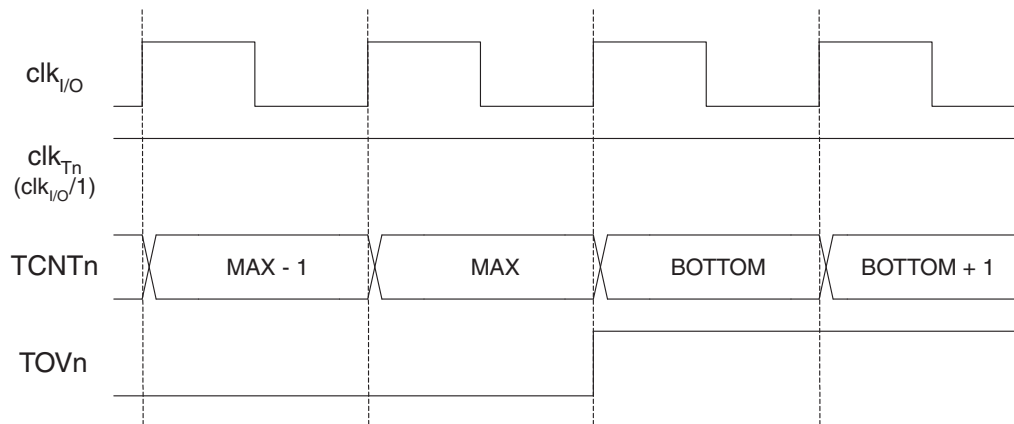 clkI/O
clkTn
(clkI/O/1)
TCNTn MAX - 1 MAX BOTTOM BOTTOM + 1
TOVn